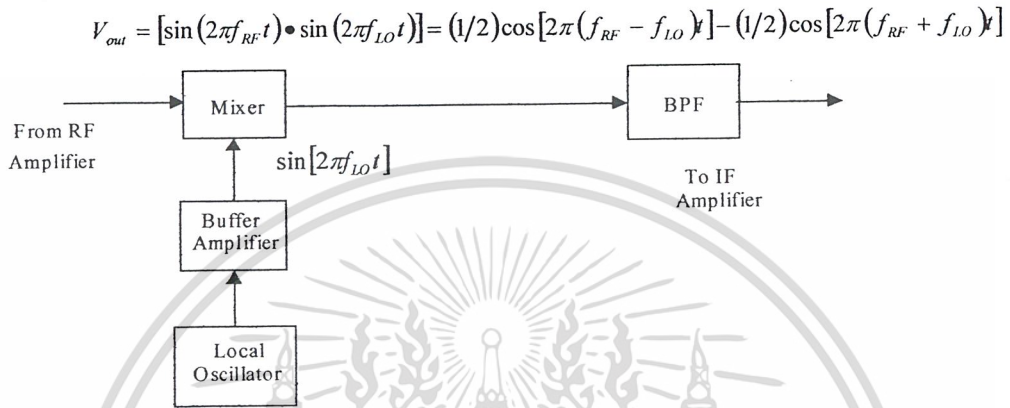 V_out = [sin (2πf_RF t)•sin (2πf_LO t)]= (1/2)cos[2π(f_RF − f_LO)t]−(1/2)cos[2π(f_RF + f_LO)t]
Mixer
BPF
From RF
Amplifier
sin[2πf_LO t]
To IF
Amplifier
Buffer
Amplifier
Local
Oscillator